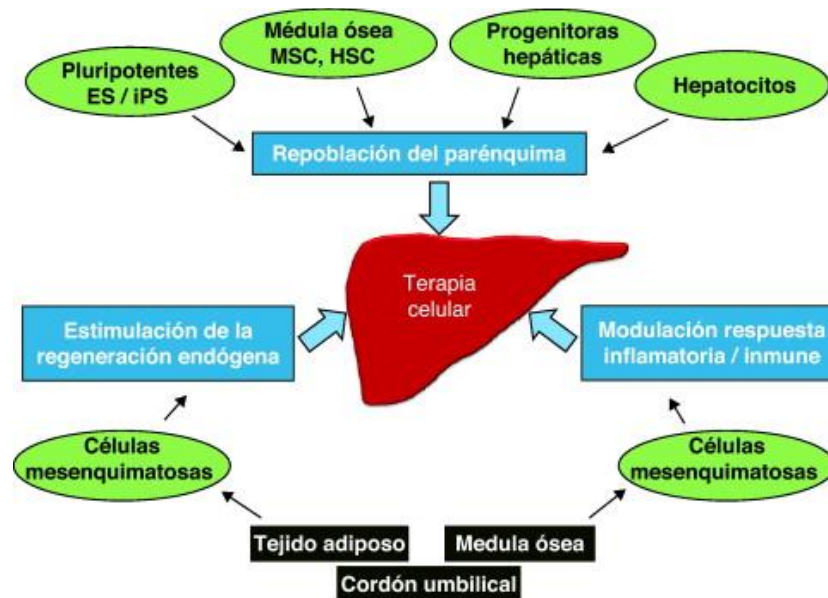 Pluripotentes
ES / iPS
Médula ósea
MSC, HSC
Progenitoras
hepáticas
Hepatocitos
Repoblación del parénquima
Terapia
celular
Estimulación de la
regeneración endógena
Modulación respuesta
inflamatoria / inmune
Células
mesenquimatosas
Células
mesenquimatosas
Tejido adiposo
Medula ósea
Cordón umbilical